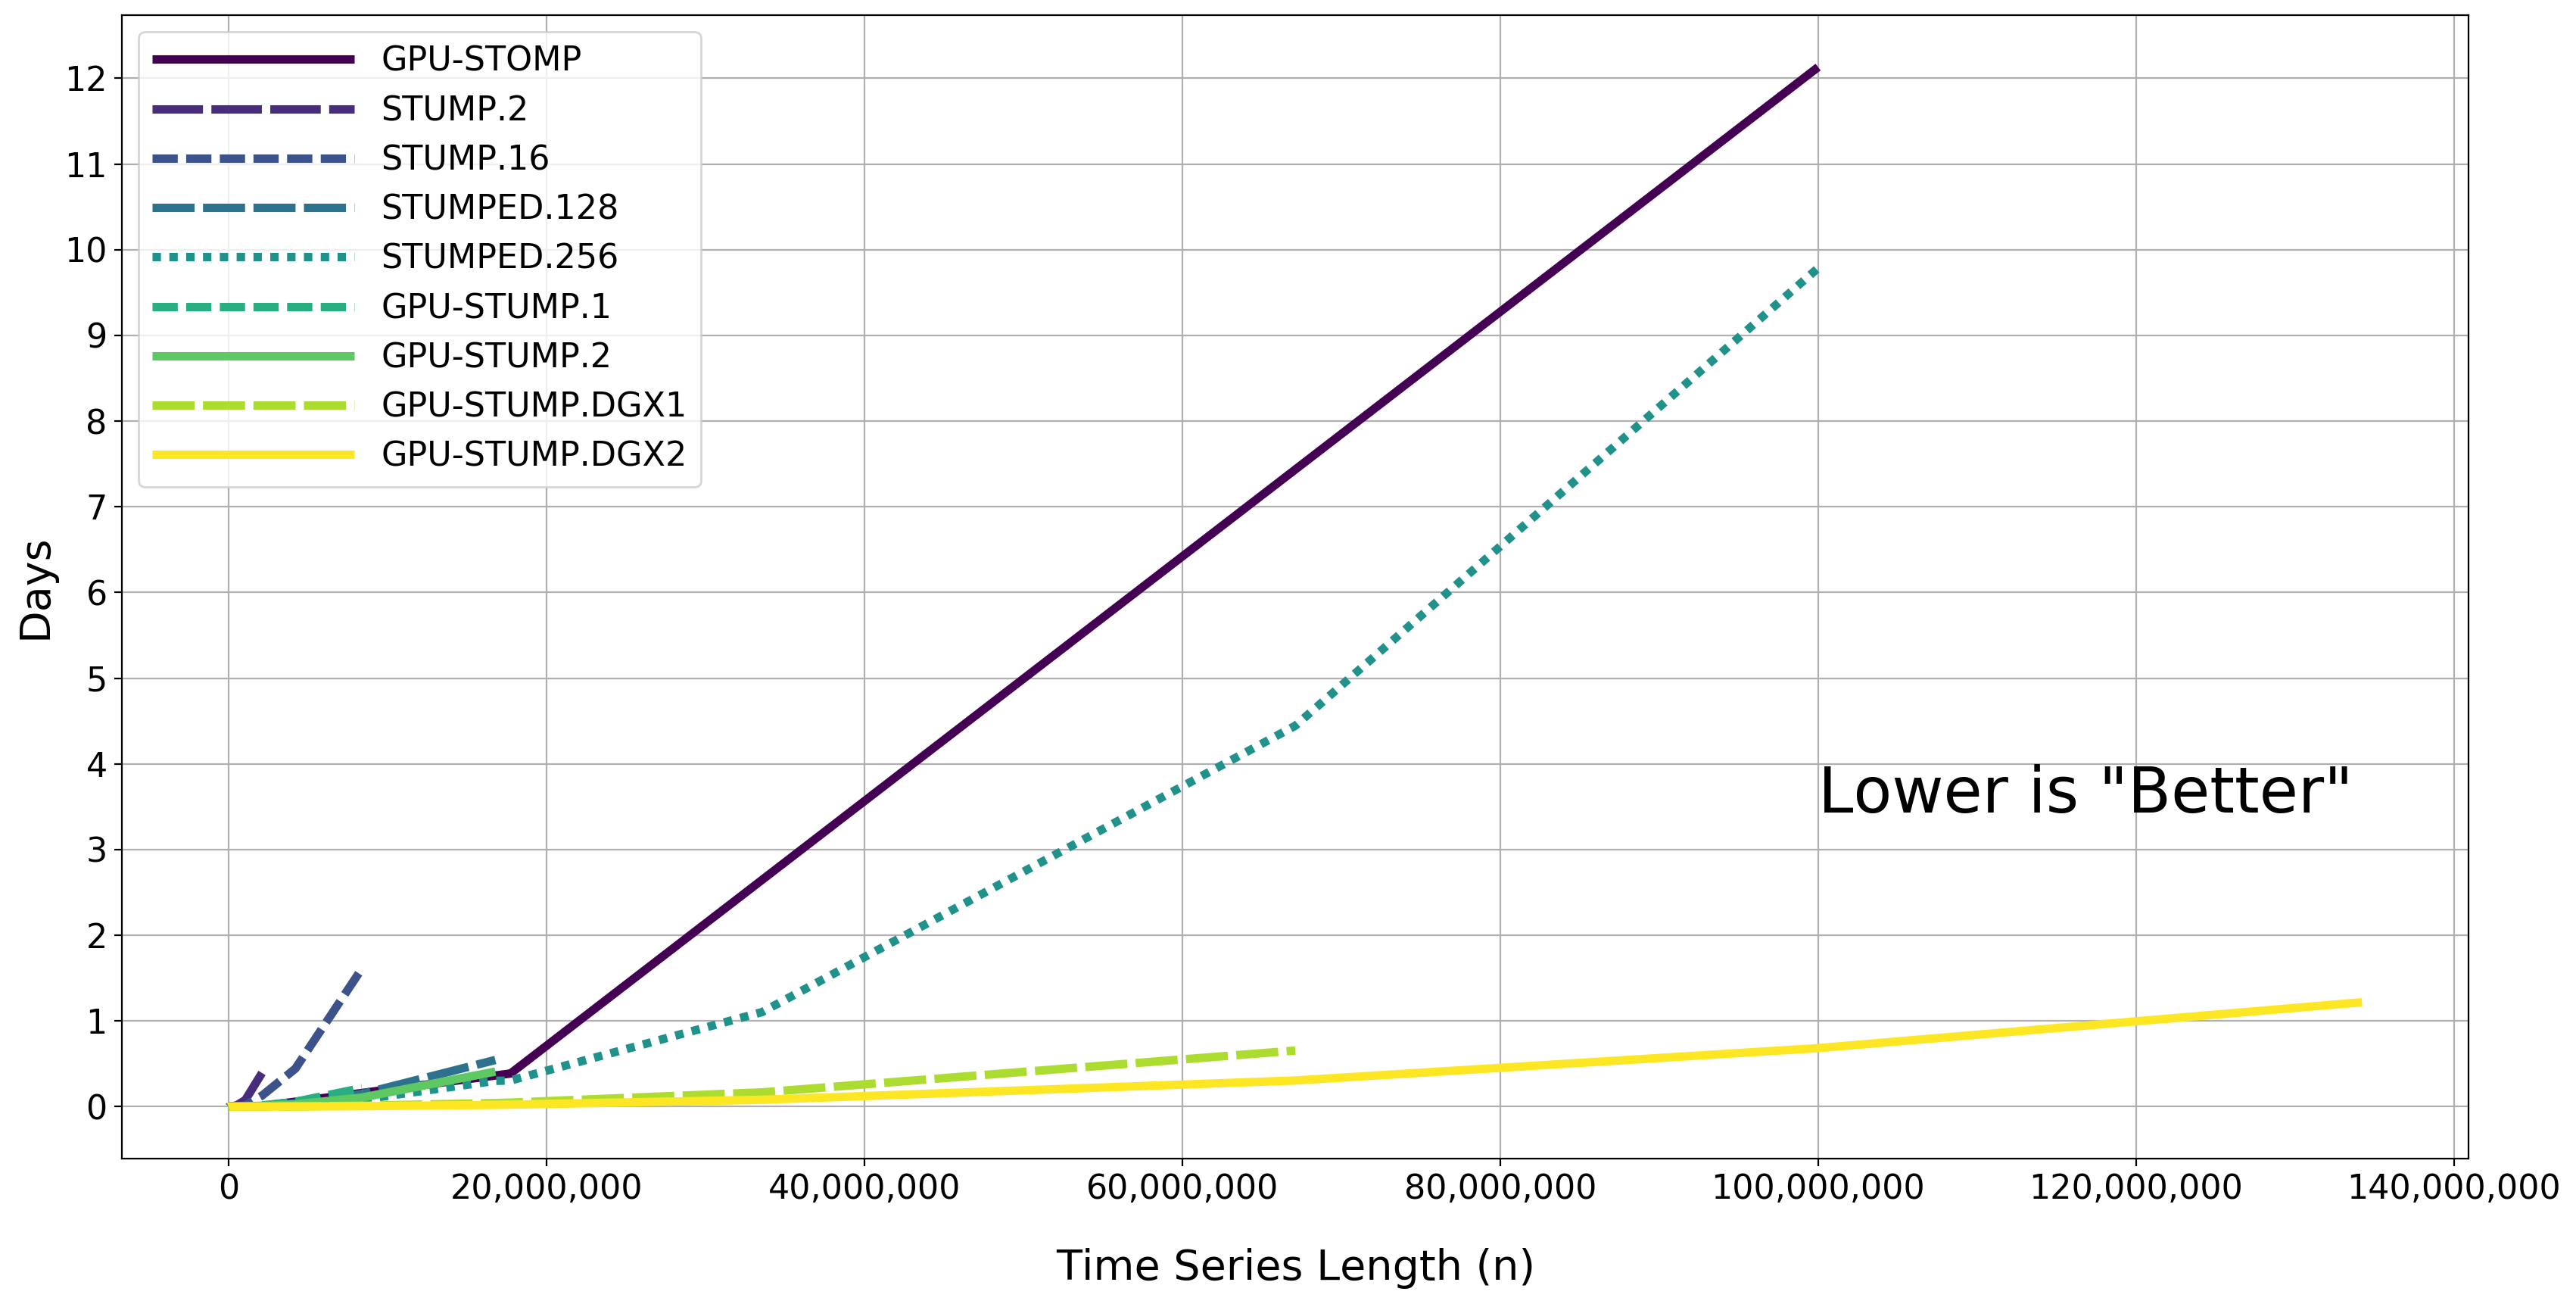 GPU-STOMP
STUMP.2
STUMP.16
STUMPED.128
STUMPED.256
GPU-STUMP.1
GPU-STUMP.2
GPU-STUMP.DGX1
GPU-STUMP.DGX2
12
11
10
9
8
7
6
5
4
3
2
1
0
Days
Lower is "Better"
0 20,000,000 40,000,000 60,000,000 80,000,000 100,000,000 120,000,000 140,000,000
Time Series Length (n)